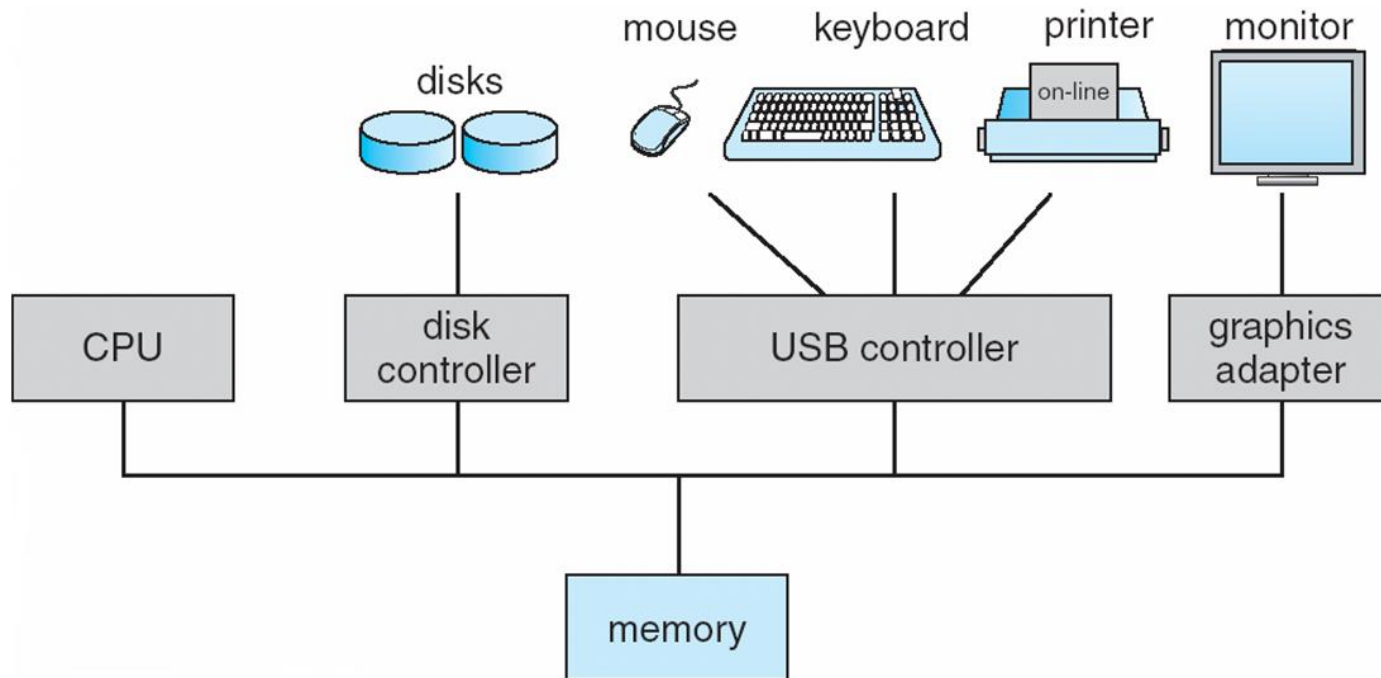 mouse
keyboard
printer
monitor
disks
on-line
CPU
disk
controller
USB controller
graphics
adapter
memory